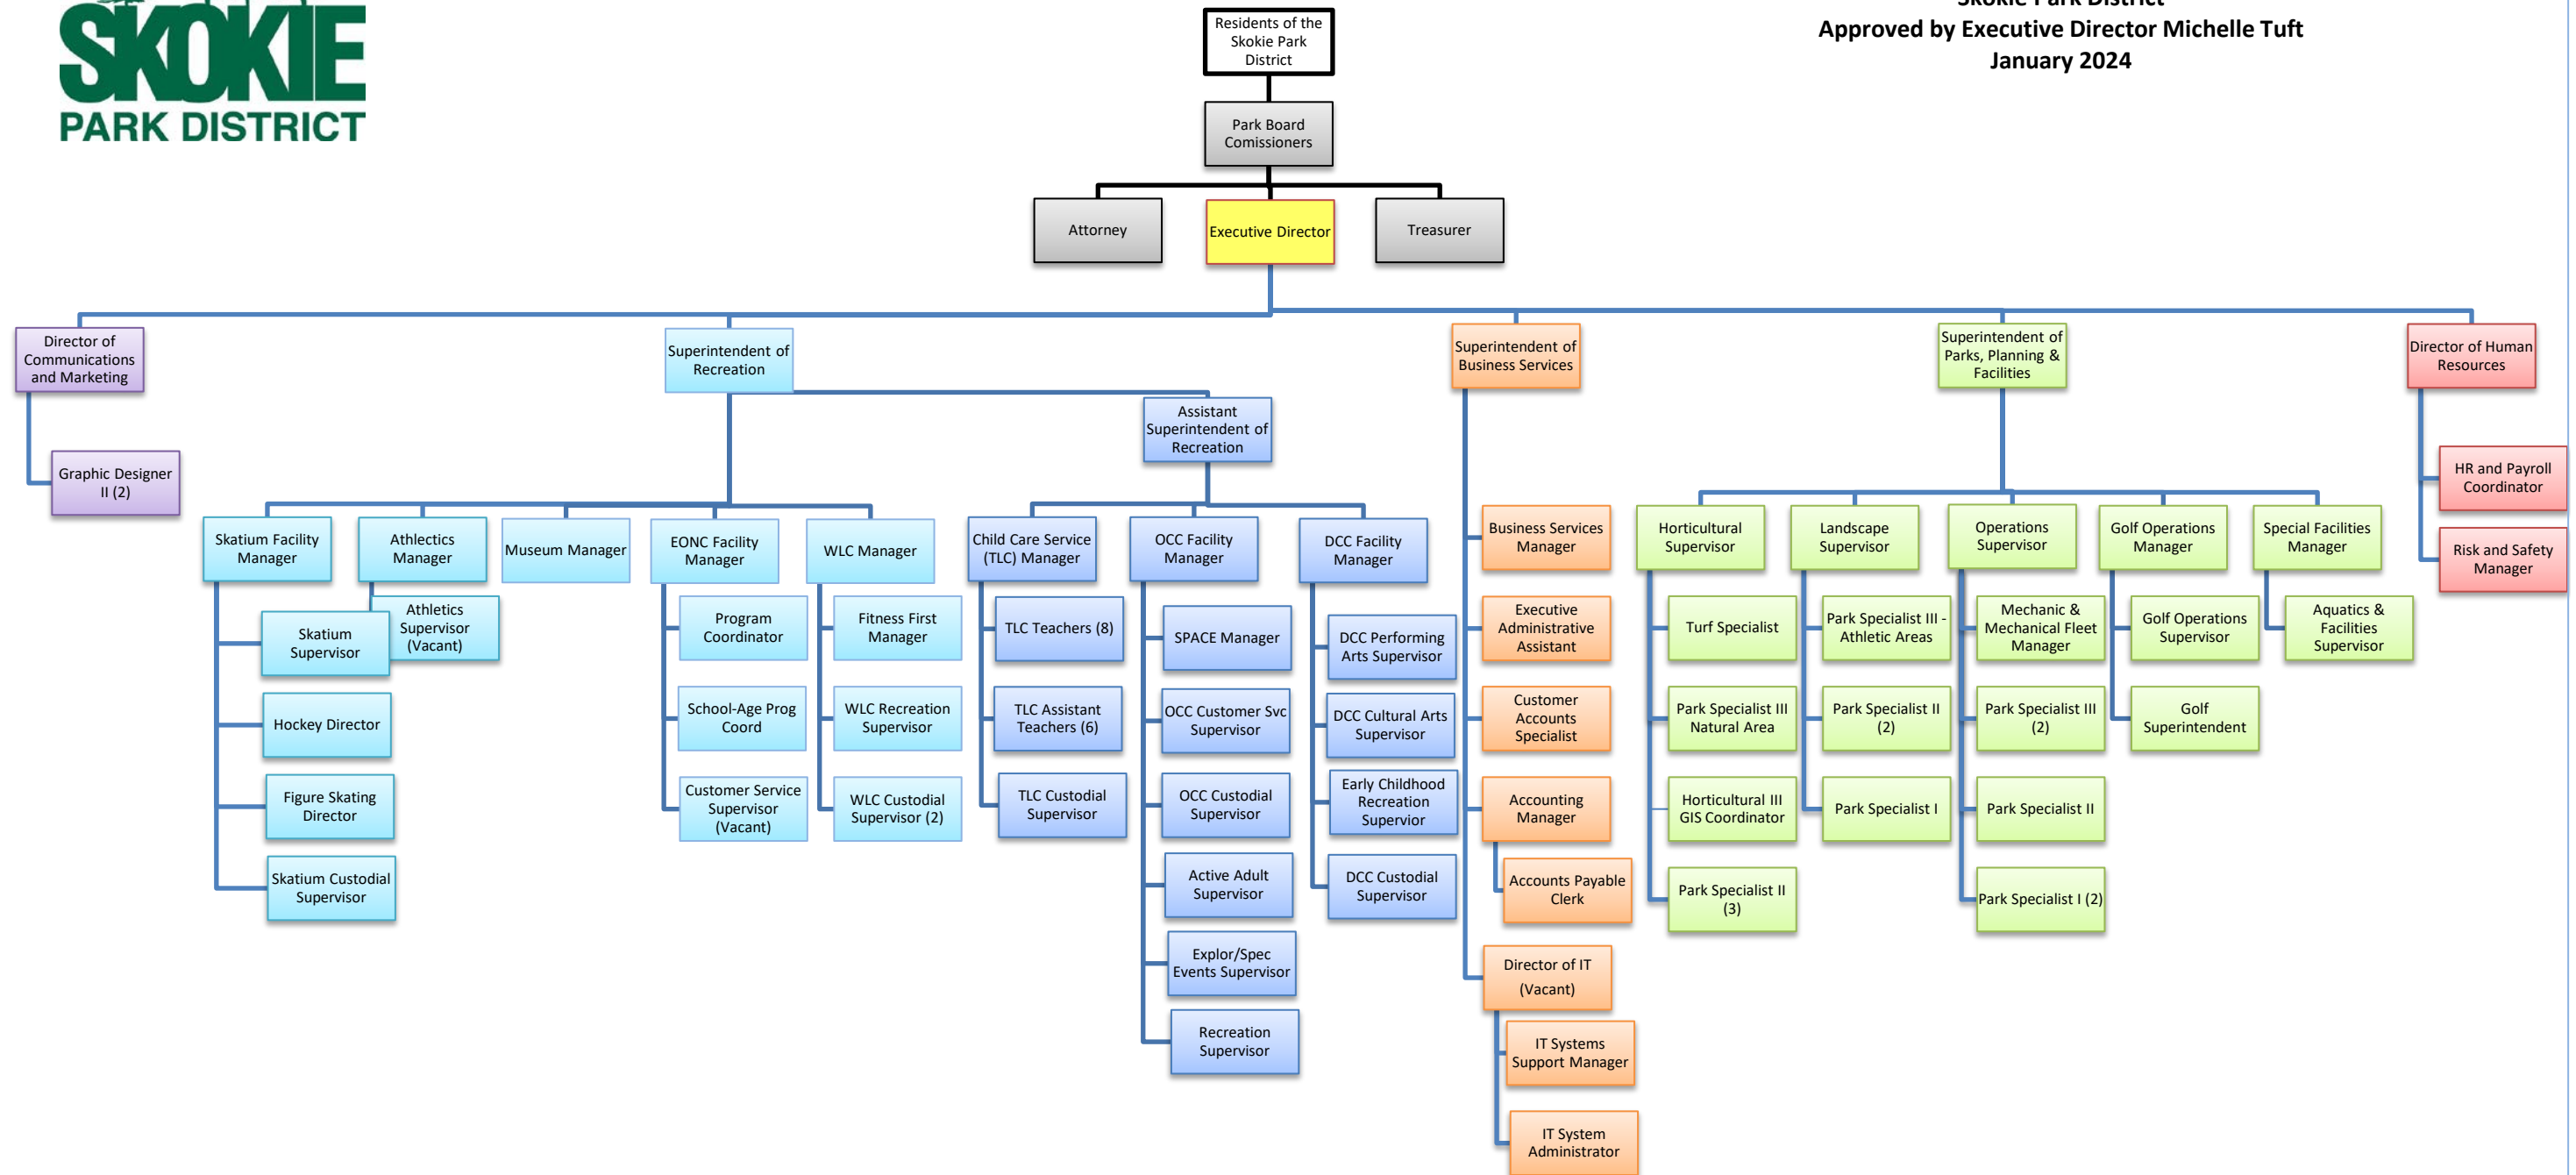 SKOKIE
PARK DISTRICT
Skokie Park District
Approved by Executive Director Michelle Tuft
January 2024
Residents of the
Skokie Park
District
Park Board
Comissioners
Attorney
Executive Director
Treasurer
Director of
Communications
and Marketing
Superintendent of
Recreation
Superintendent of
Business Services
Superintendent of
Parks, Planning &
Facilities
Director of Human
Resources
Assistant
Superintendent of
Recreation
Graphic Designer
II (2)
HR and Payroll
Coordinator
Risk and Safety
Manager
Skatium Facility
Manager
Athlectics
Manager
Museum Manager
EONC Facility
Manager
WLC Manager
Child Care Service
(TLC) Manager
OCC Facility
Manager
DCC Facility
Manager
Business Services
Manager
Horticultural
Supervisor
Landscape
Supervisor
Operations
Supervisor
Golf Operations
Manager
Special Facilities
Manager
Skatium
Supervisor
Hockey Director
Figure Skating
Director
Skatium Custodial
Supervisor
Athletics
Supervisor
(Vacant)
Program
Coordinator
School-Age Prog
Coord
Customer Service
Supervisor
(Vacant)
Fitness First
Manager
WLC Recreation
Supervisor
WLC Custodial
Supervisor (2)
TLC Teachers (8)
TLC Assistant
Teachers (6)
TLC Custodial
Supervisor
SPACE Manager
OCC Customer Svc
Supervisor
OCC Custodial
Supervisor
Active Adult
Supervisor
Explor/Spec
Events Supervisor
Recreation
Supervisor
DCC Performing
Arts Supervisor
DCC Cultural Arts
Supervisor
Early Childhood
Recreation
Supervior
DCC Custodial
Supervisor
Executive
Administrative
Assistant
Customer
Accounts
Specialist
Accounting
Manager
Accounts Payable
Clerk
Director of IT
(Vacant)
IT Systems
Support Manager
IT System
Administrator
Turf Specialist
Park Specialist III
Natural Area
Horticultural III
GIS Coordinator
Park Specialist II
(3)
Park Specialist III -
Athletic Areas
Park Specialist II
(2)
Park Specialist I
Mechanic &
Mechanical Fleet
Manager
Park Specialist III
(2)
Park Specialist II
Park Specialist I (2)
Golf Operations
Supervisor
Golf
Superintendent
Aquatics &
Facilities
Supervisor